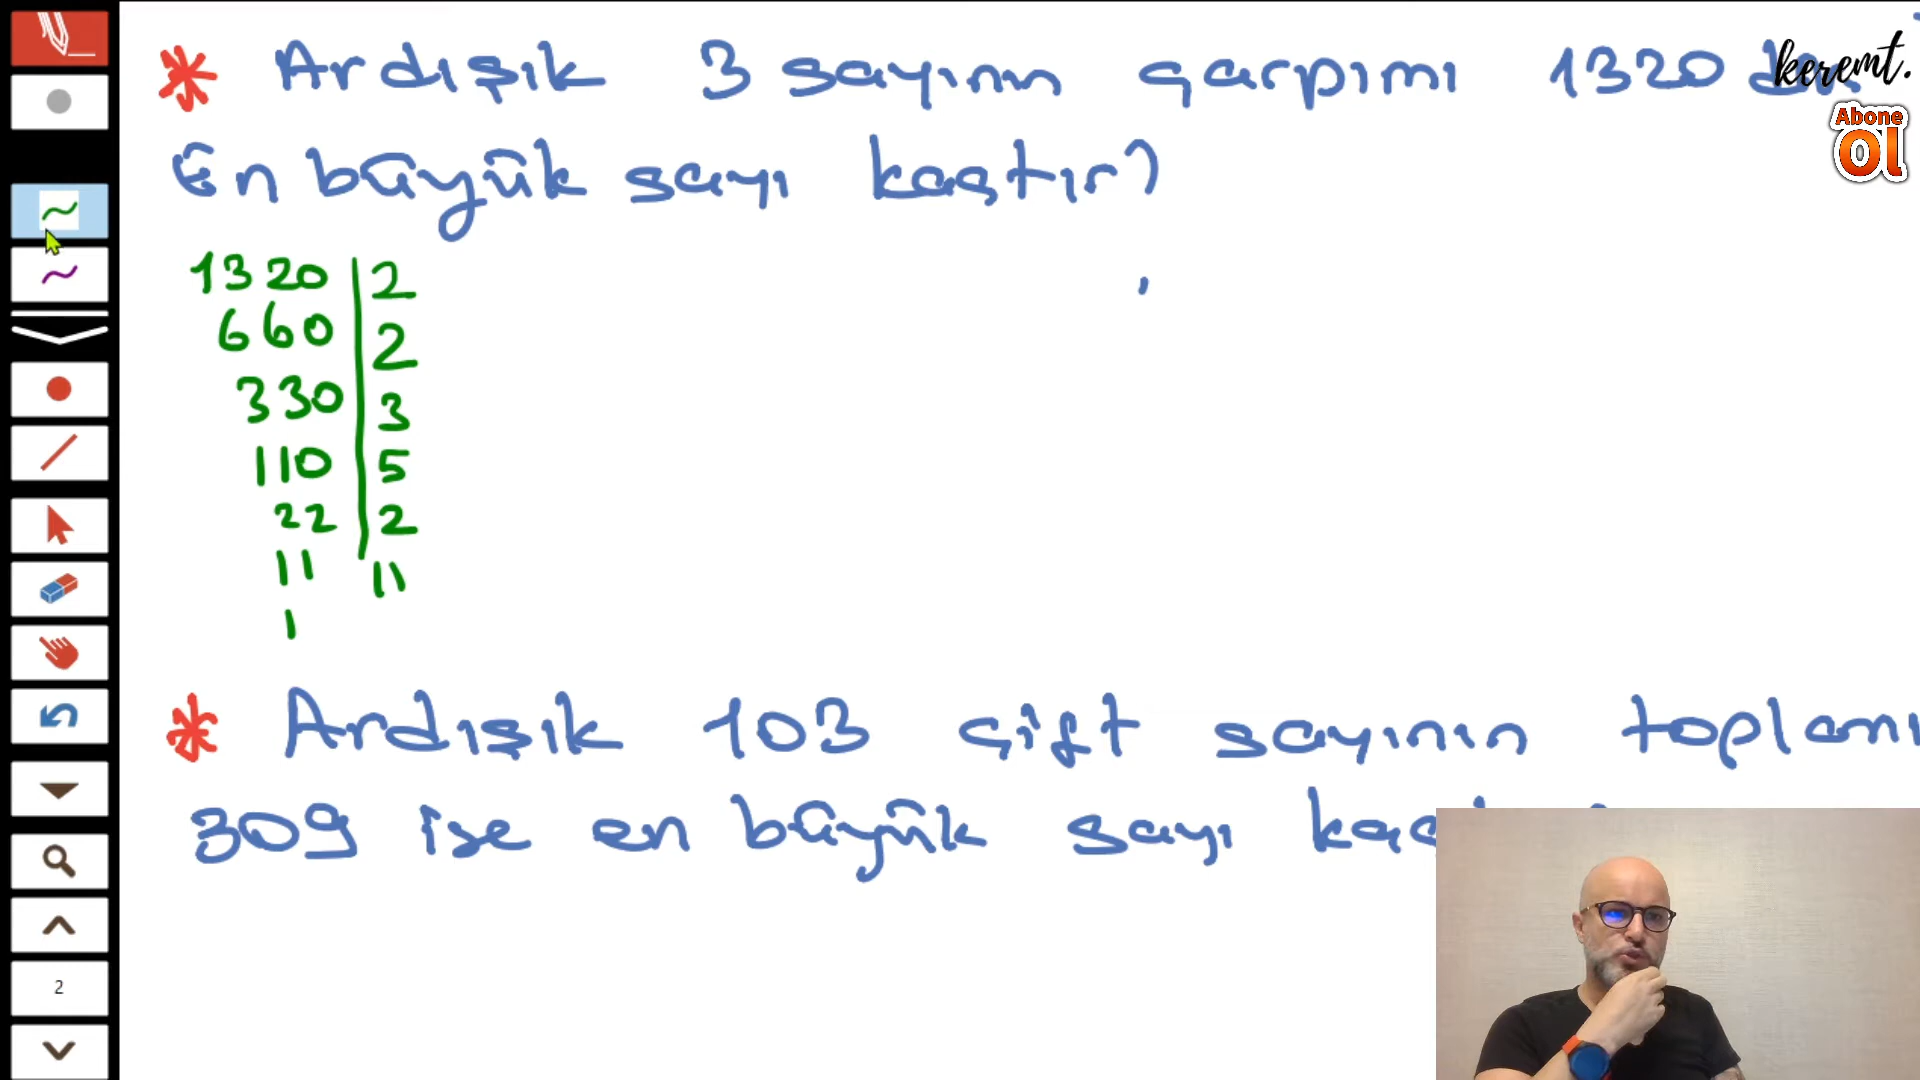 * Ardışık 3 sayının çarpımı 1320
keremt.
Abone
Ol
En büyük sayı kaçtır?
1320 2
660 2
330 3
110 5
22 2
11 11
1
* Ardışık 103 çift sayının toplamı
309 ise en büyük sayı
2